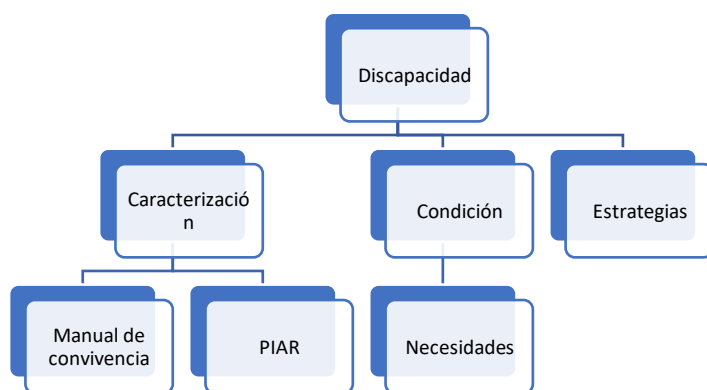 Discapacidad
Caracterizació
n
Condición
Estrategias
Manual de
convivencia
PIAR
Necesidades